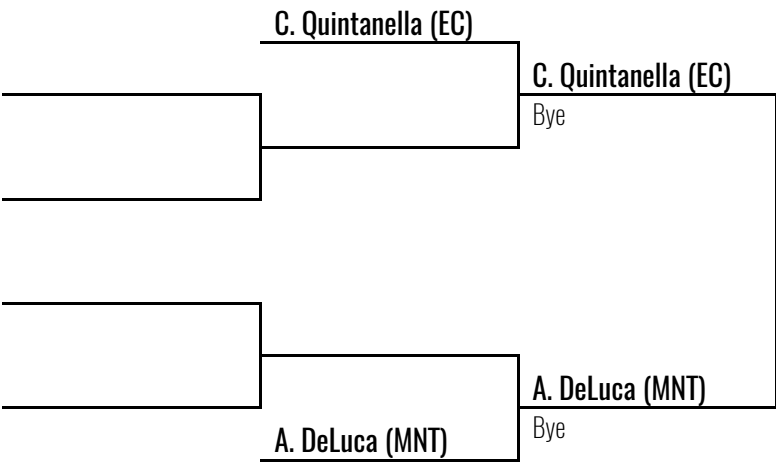 C. Quintanella (EC)
C. Quintanella (EC)
Bye
A. DeLuca (MNT)
Bye
A. DeLuca (MNT)